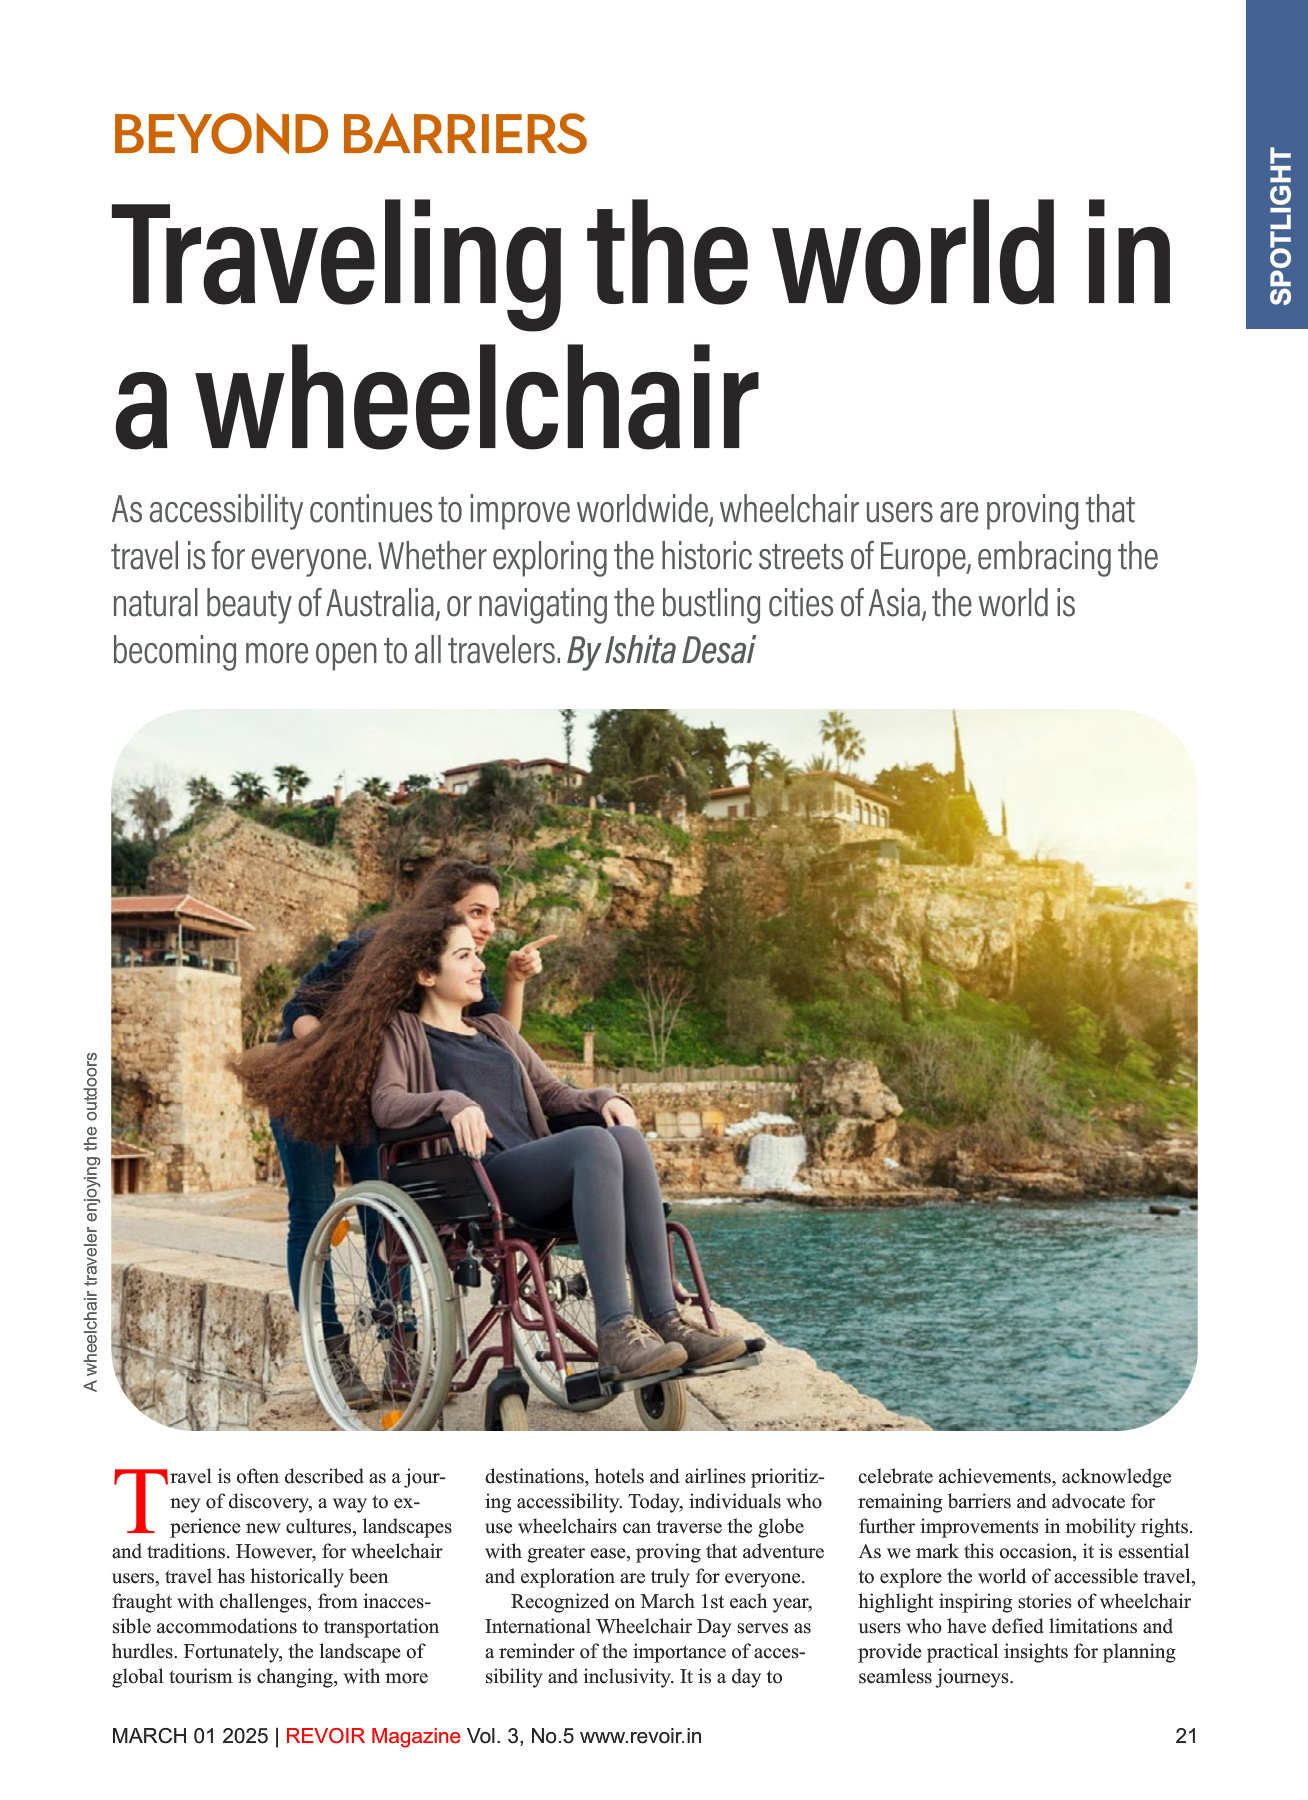 SPOTLIGHT
BEYOND BARRIERS
Traveling the world in
a wheelchair
As accessibility continues to improve worldwide, wheelchair users are proving that
travel is for everyone. Whether exploring the historic streets of Europe, embracing the
natural beauty of Australia, or navigating the bustling cities of Asia, the world is
becoming more open to all travelers. By Ishita Desai
A wheelchair traveler enjoying the outdoors
Travel is often described as a jour-
ney of discovery, a way to ex-
perience new cultures, landscapes
and traditions. However, for wheelchair
users, travel has historically been
fraught with challenges, from inacces-
sible accommodations to transportation
hurdles. Fortunately, the landscape of
global tourism is changing, with more
destinations, hotels and airlines prioritiz-
ing accessibility. Today, individuals who
use wheelchairs can traverse the globe
with greater ease, proving that adventure
and exploration are truly for everyone.
Recognized on March 1st each year,
International Wheelchair Day serves as
a reminder of the importance of acces-
sibility and inclusivity. It is a day to
celebrate achievements, acknowledge
remaining barriers and advocate for
further improvements in mobility rights.
As we mark this occasion, it is essential
to explore the world of accessible travel,
highlight inspiring stories of wheelchair
users who have defied limitations and
provide practical insights for planning
seamless journeys.
MARCH 01 2025 | REVOIR Magazine Vol. 3, No.5 www.revoir.in
21